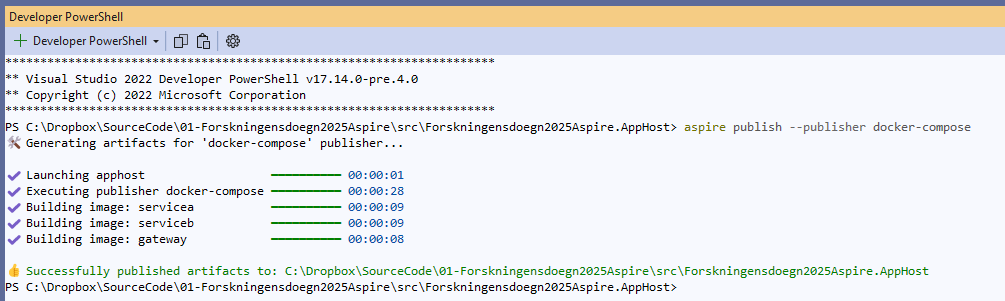 Developer PowerShell
Developer PowerShell
**************************************************************
** Visual Studio 2022 Developer PowerShell v17.14.0-pre.4.0
** Copyright (c) 2022 Microsoft Corporation
**************************************************************
PS C:\Dropbox\SourceCode\01-Forskningensdoegn2025Aspire\src\Forskningensdoegn2025Aspire.AppHost> aspire publish --publisher docker-compose
🛠 Generating artifacts for 'docker-compose' publisher...
✔ Launching apphost ━━━━━━━━━━ 00:00:01
✔ Executing publisher docker-compose ━━━━━━━━━━ 00:00:28
✔ Building image: servicea ━━━━━━━━━━ 00:00:09
✔ Building image: serviceb ━━━━━━━━━━ 00:00:09
✔ Building image: gateway ━━━━━━━━━━ 00:00:08
👍 Successfully published artifacts to: C:\Dropbox\SourceCode\01-Forskningensdoegn2025Aspire\src\Forskningensdoegn2025Aspire.AppHost
PS C:\Dropbox\SourceCode\01-Forskningensdoegn2025Aspire\src\Forskningensdoegn2025Aspire.AppHost>